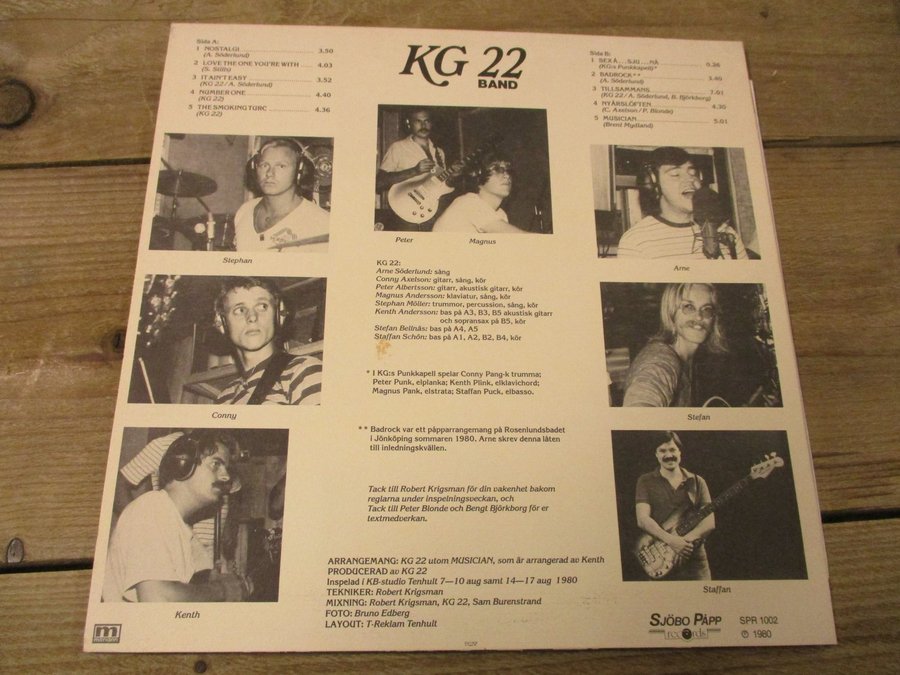 KG 22
BAND
Sida A:
1 NOSTALGI 3.50
(A. Söderlund)
2 LOVE THE ONE YOU'RE WITH 4.03
(S. Stills)
3 IT AIN'T EASY 3.52
(KG 22/A. Söderlund)
4 NUMBER ONE 4.40
(KG 22)
5 THE SMOKING TURC 4.36
(KG 22)
Sida B:
1 SEX Å...SJU...NÅ 0.26
(KG:s Punkkapell)*
2 BADROCK** 3.40
(A. Söderlund)
3 TILLSAMMANS 7.01
(KG 22/A. Söderlund, B. Björkborg)
4 NYÅRSLÖFTEN 4.30
(C. Axelson/P. Blonde)
5 MUSICIAN 5.01
(Brent Mydland)
Stephan
Peter
Magnus
Arne
Conny
Stefan
Kenth
Staffan
KG 22:
Arne Söderlund: sång
Conny Axelson: gitarr, sång, kör
Peter Albertsson: gitarr, akustisk gitarr, kör
Magnus Andersson: klaviatur, sång, kör
Stephan Möller: trummor, percussion, sång, kör
Kenth Andersson: bas på A3, B3, B5 akustisk gitarr
och sopransax på B5, kör
Stefan Bellnäs: bas på A4, A5
Staffan Schön: bas på A1, A2, B2, B4, kör
* I KG:s Punkkapell spelar Conny Pang-k trumma;
Peter Punk, elplanka; Kenth Plink, elklavichord;
Magnus Pank, elstrata; Staffan Puck, elbasso.
** Badrock var ett påpparrangemang på Rosenlundsbadet
i Jönköping sommaren 1980. Arne skrev denna låten
till inledningskvällen.
Tack till Robert Krigsman för din vakenhet bakom
reglarna under inspelningsveckan, och
Tack till Peter Blonde och Bengt Björkborg för er
textmedverkan.
ARRANGEMANG: KG 22 utom MUSICIAN, som är arrangerad av Kenth
PRODUCERAD av KG 22
Inspelad i KB-studio Tenhult 7—10 aug samt 14—17 aug 1980
TEKNIKER: Robert Krigsman
MIXNING: Robert Krigsman, KG 22, Sam Burenstrand
FOTO: Bruno Edberg
LAYOUT: T-Reklam Tenhult
m
SJÖBO PÅPP
records
SPR 1002
℗ 1980